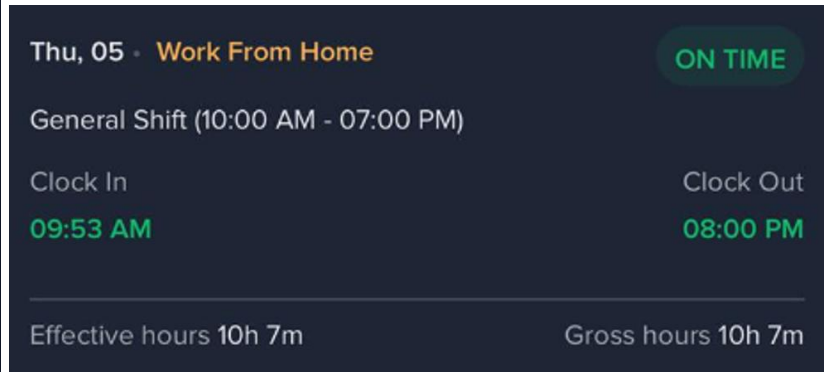 Thu, 05 • Work From Home
ON TIME
General Shift (10:00 AM - 07:00 PM)
Clock In
Clock Out
09:53 AM
08:00 PM
Effective hours 10h 7m
Gross hours 10h 7m